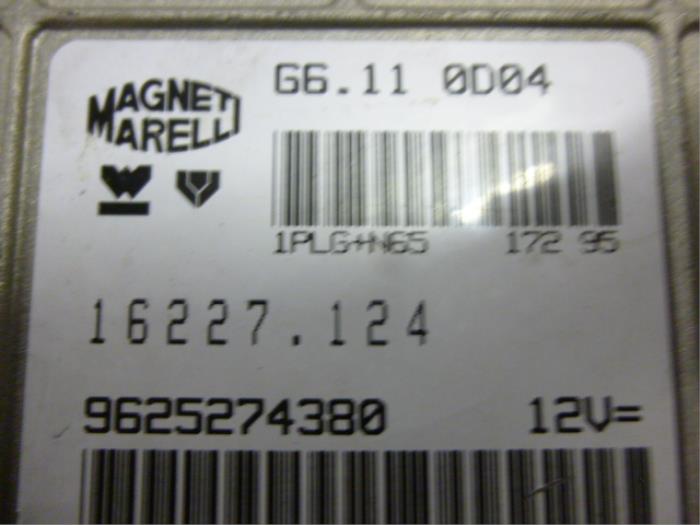 MAGNETI
MARELLI
G6.11 0D04
1PLG+N65 172 95
16227.124
9625274380 12V=